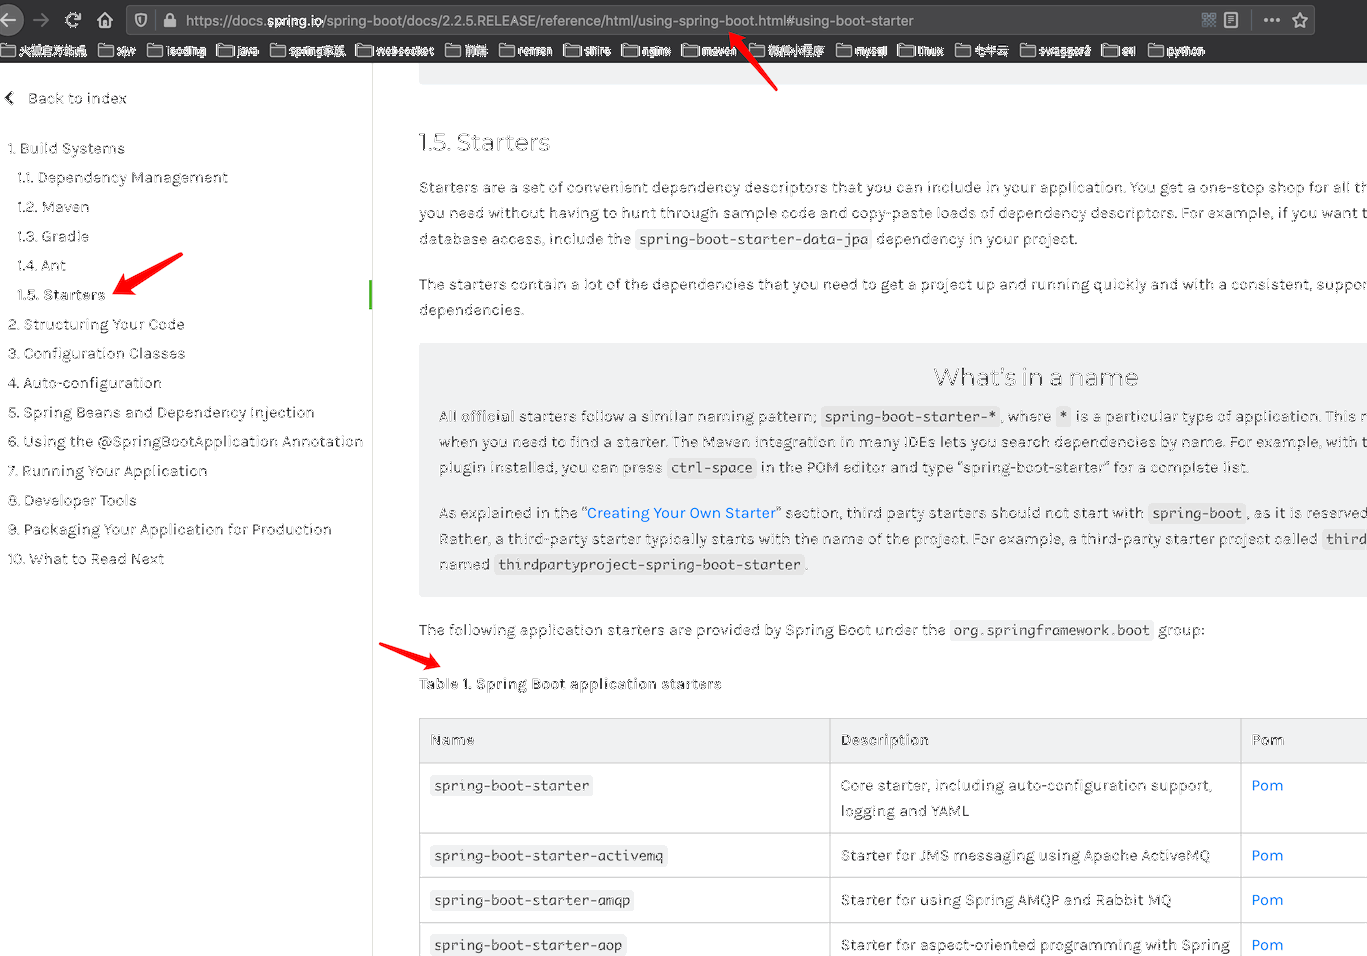 https://docs.spring.io/spring-boot/docs/2.2.5.RELEASE/reference/html/using-spring-boot.html#using-boot-starter
java
websocket
renren
shiro
nginx
maven
mysql
linux
七牛云
swagger2
python
Back to index
1. Build Systems
1.1. Dependency Management
1.2. Maven
1.3. Gradle
1.4. Ant
1.5. Starters
2. Structuring Your Code
3. Configuration Classes
4. Auto-configuration
5. Spring Beans and Dependency Injection
6. Using the @SpringBootApplication Annotation
7. Running Your Application
8. Developer Tools
9. Packaging Your Application for Production
10. What to Read Next
1.5. Starters
Starters are a set of convenient dependency descriptors that you can include in your application. You get a one-stop shop for all th
you need without having to hunt through sample code and copy-paste loads of dependency descriptors. For example, if you want t
database access, include the spring-boot-starter-data-jpa dependency in your project.
The starters contain a lot of the dependencies that you need to get a project up and running quickly and with a consistent, suppor
dependencies.
What's in a name
All official starters follow a similar naming pattern; spring-boot-starter-*, where * is a particular type of application. This n
when you need to find a starter. The Maven integration in many IDEs lets you search dependencies by name. For example, with t
plugin installed, you can press ctrl-space in the POM editor and type “spring-boot-starter” for a complete list.
As explained in the “Creating Your Own Starter” section, third party starters should not start with spring-boot, as it is reserved
Rather, a third-party starter typically starts with the name of the project. For example, a third-party starter project called third
named thirdpartyproject-spring-boot-starter.
The following application starters are provided by Spring Boot under the org.springframework.boot group:
Table 1. Spring Boot application starters
Name Description Pom
spring-boot-starter Core starter, including auto-configuration support, Pom
logging and YAML
spring-boot-starter-activemq Starter for JMS messaging using Apache ActiveMQ Pom
spring-boot-starter-amqp Starter for using Spring AMQP and Rabbit MQ Pom
spring-boot-starter-aop Starter for aspect-oriented programming with Spring Pom